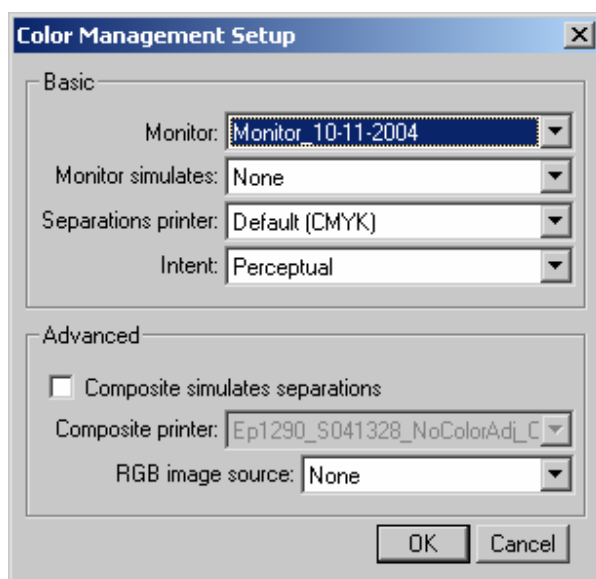 Color Management Setup
Basic
Monitor: Monitor_10-11-2004
Monitor simulates: None
Separations printer: Default (CMYK)
Intent: Perceptual
Advanced
Composite simulates separations
Composite printer: Ep1290_S041328_NoColorAdj_C
RGB image source: None
OK Cancel